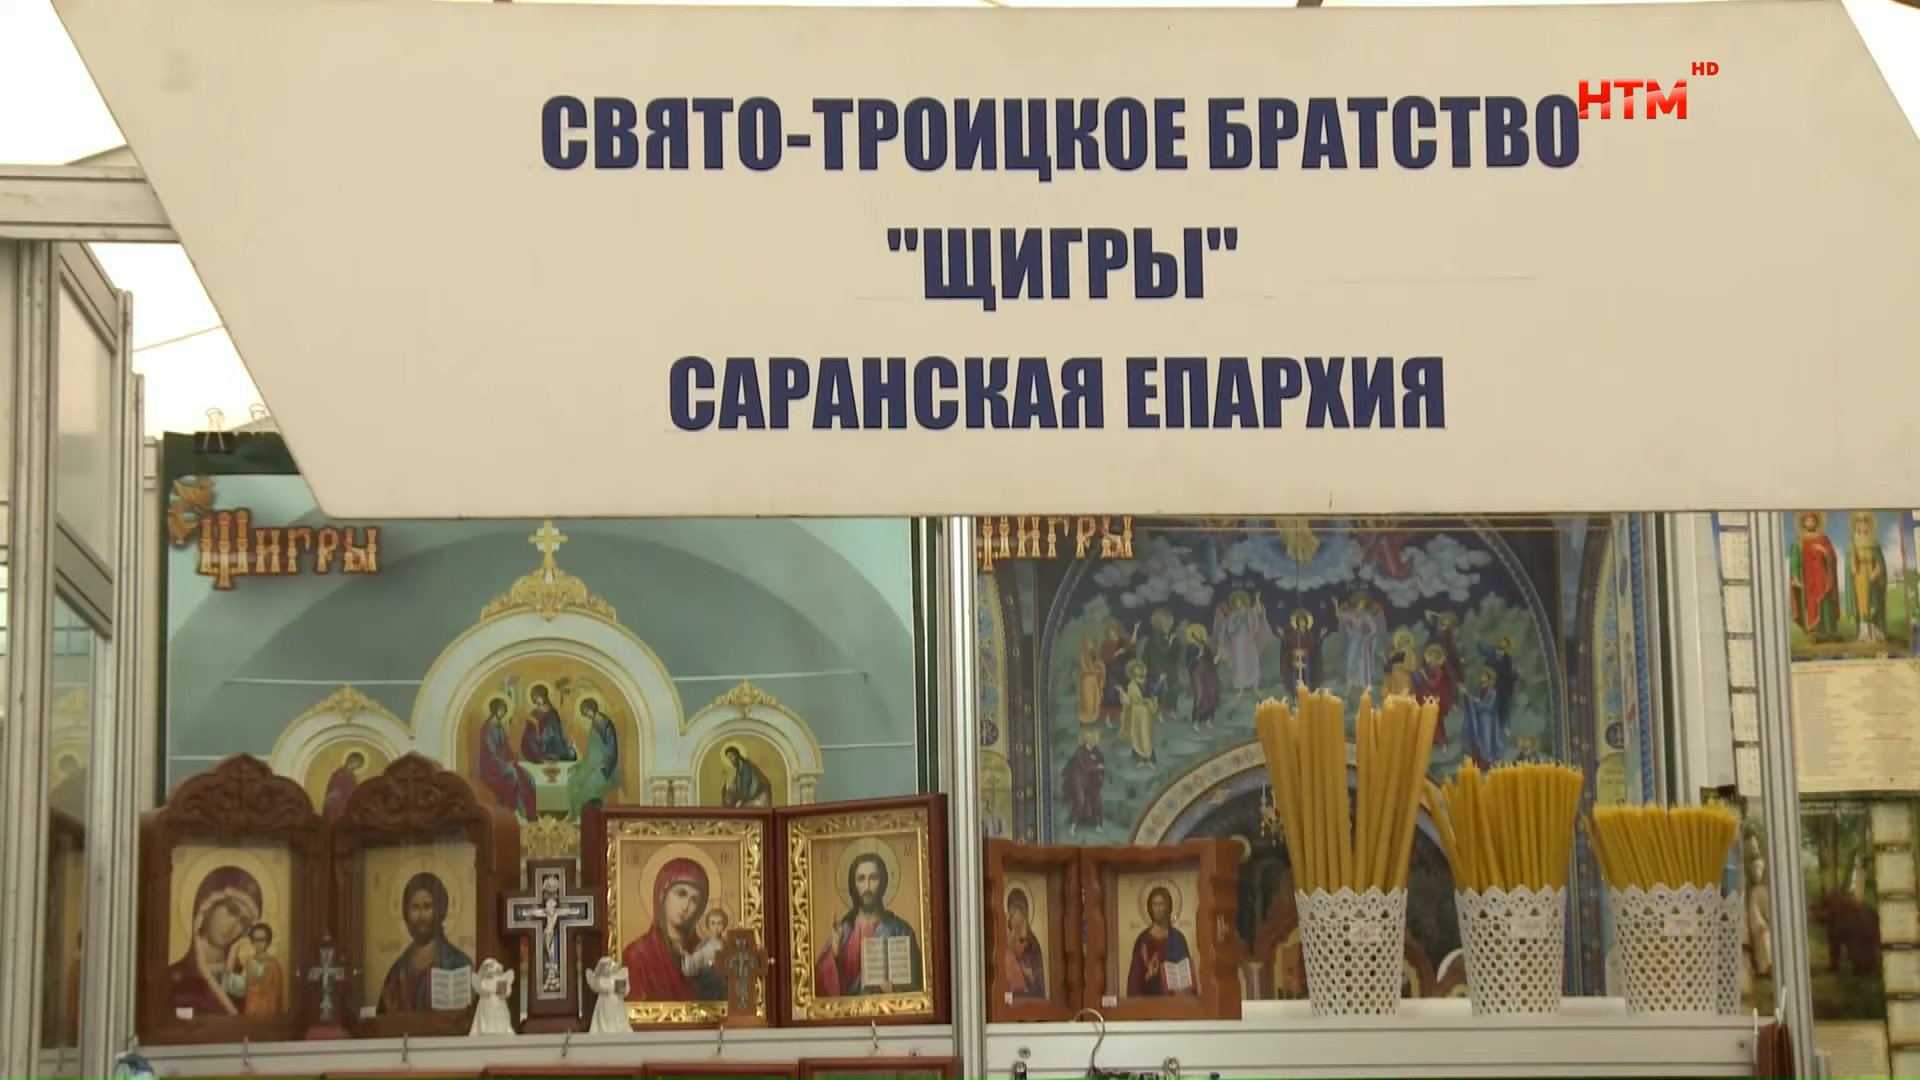 СВЯТО-ТРОИЦКОЕ БРАТСТВО
"ЩИГРЫ"
САРАНСКАЯ ЕПАРХИЯ
НТМ HD
Щигры
Щигры